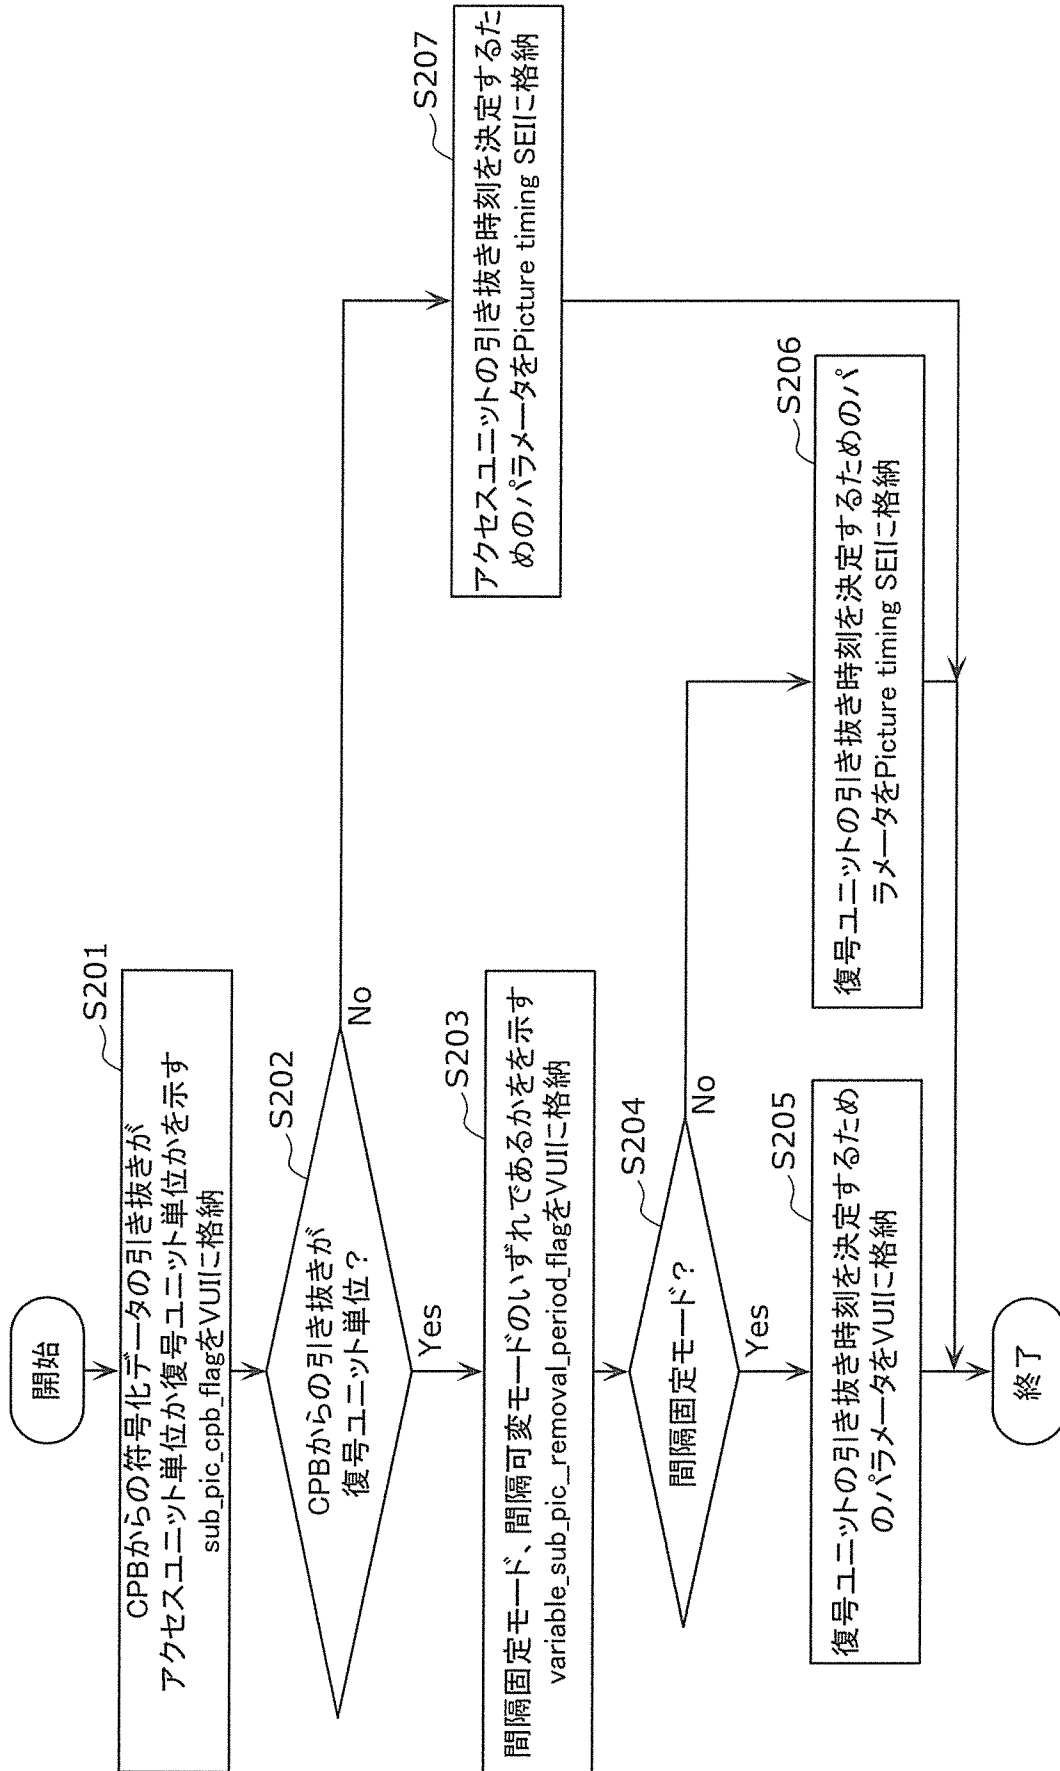 開始
S201
CPBからの符号化データの引き抜きが
アクセスユニット単位か復号ユニット単位かを示す
sub_pic_cpb_flagをVUIに格納
S202
CPBからの引き抜きが
復号ユニット単位？
No
Yes
S203
間隔固定モード、間隔可変モードのいずれであるかをを示す
variable_sub_pic_removal_period_flagをVUIに格納
S204
間隔固定モード？
No
Yes
S205
復号ユニットの引き抜き時刻を決定するため
のパラメータをVUIに格納
S206
復号ユニットの引き抜き時刻を決定するためのパ
ラメータをPicture timing SEIに格納
S207
アクセスユニットの引き抜き時刻を決定するた
めのパラメータをPicture timing SEIに格納
終了